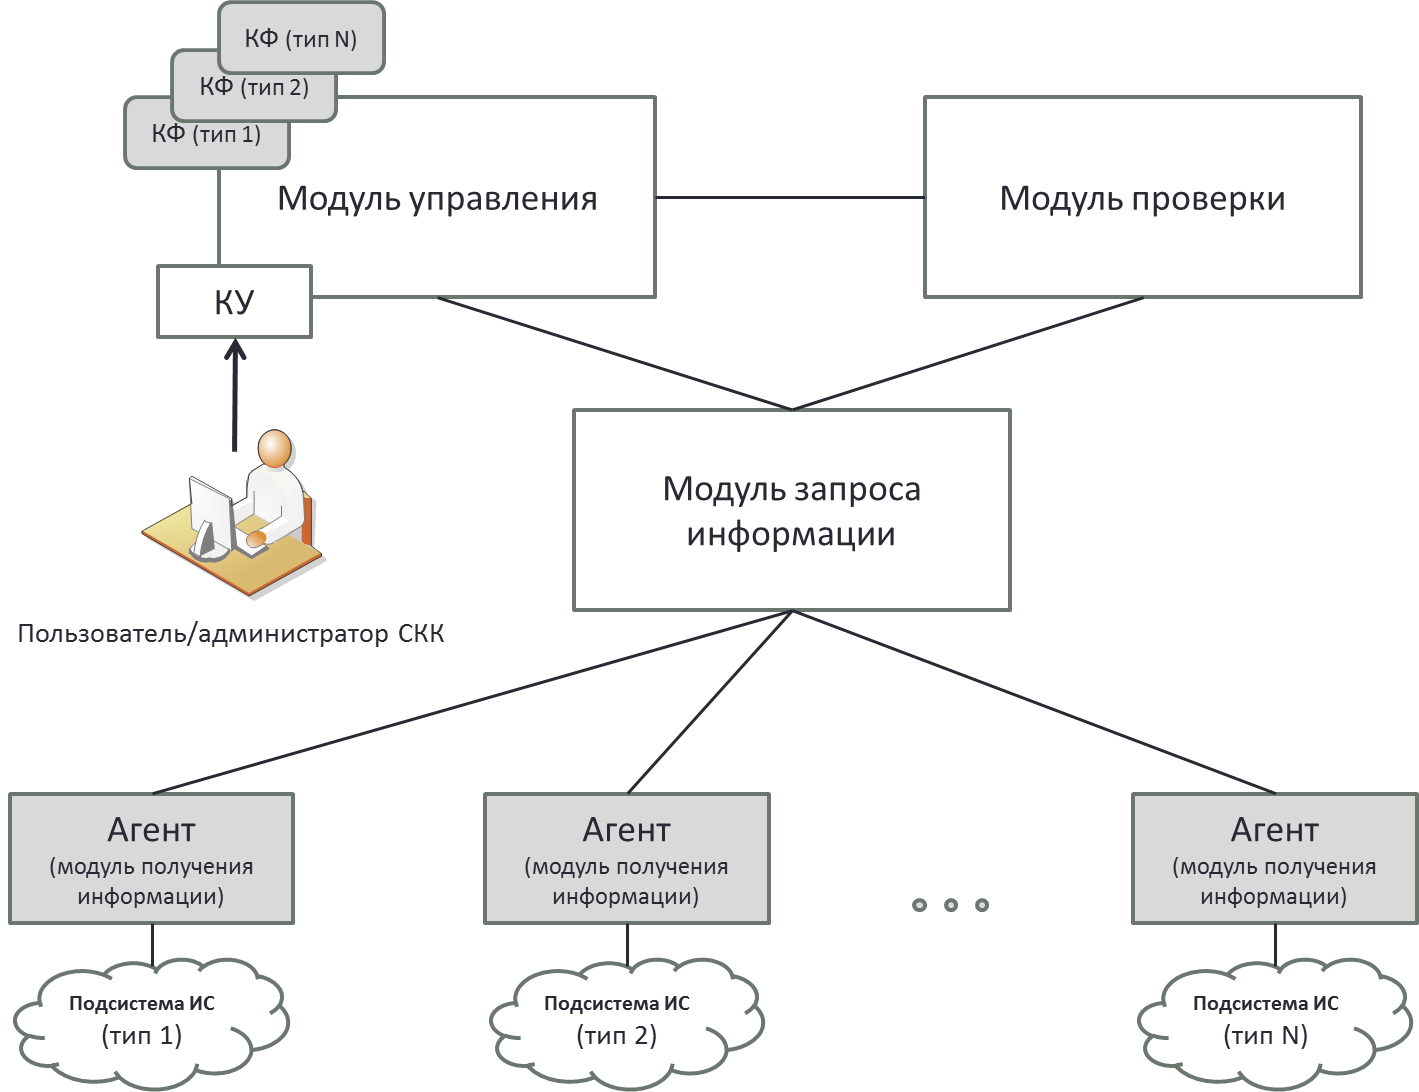 КФ (тип N)
КФ (тип 2)
КФ (тип 1)
Модуль управления
Модуль проверки
КУ
Модуль запроса
информации
Пользователь/администратор СКК
Агент
(модуль получения
информации)
Агент
(модуль получения
информации)
Агент
(модуль получения
информации)
Подсистема ИС
(тип 1)
Подсистема ИС
(тип 2)
Подсистема ИС
(тип N)